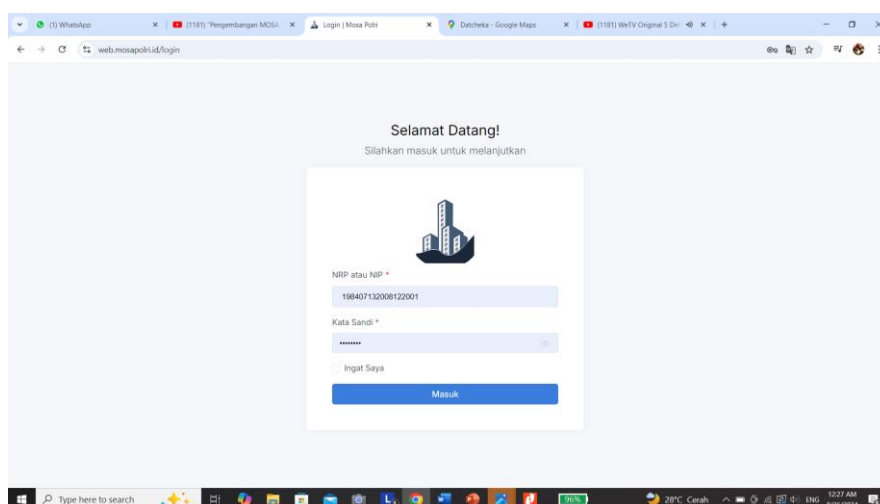 (1) WhatsApp
(1181) "Pengembangan MOSA
Login | Mosa Polri
Datcheka - Google Maps
(1181) WeTV Original 5 Detik
web.mosapolri.id/login
Selamat Datang!
Silahkan masuk untuk melanjutkan
NRP atau NIP *
198407132008122001
Kata Sandi *
••••••••
Ingat Saya
Masuk
Type here to search
96%
28°C Cerah
ENG
12:27 AM